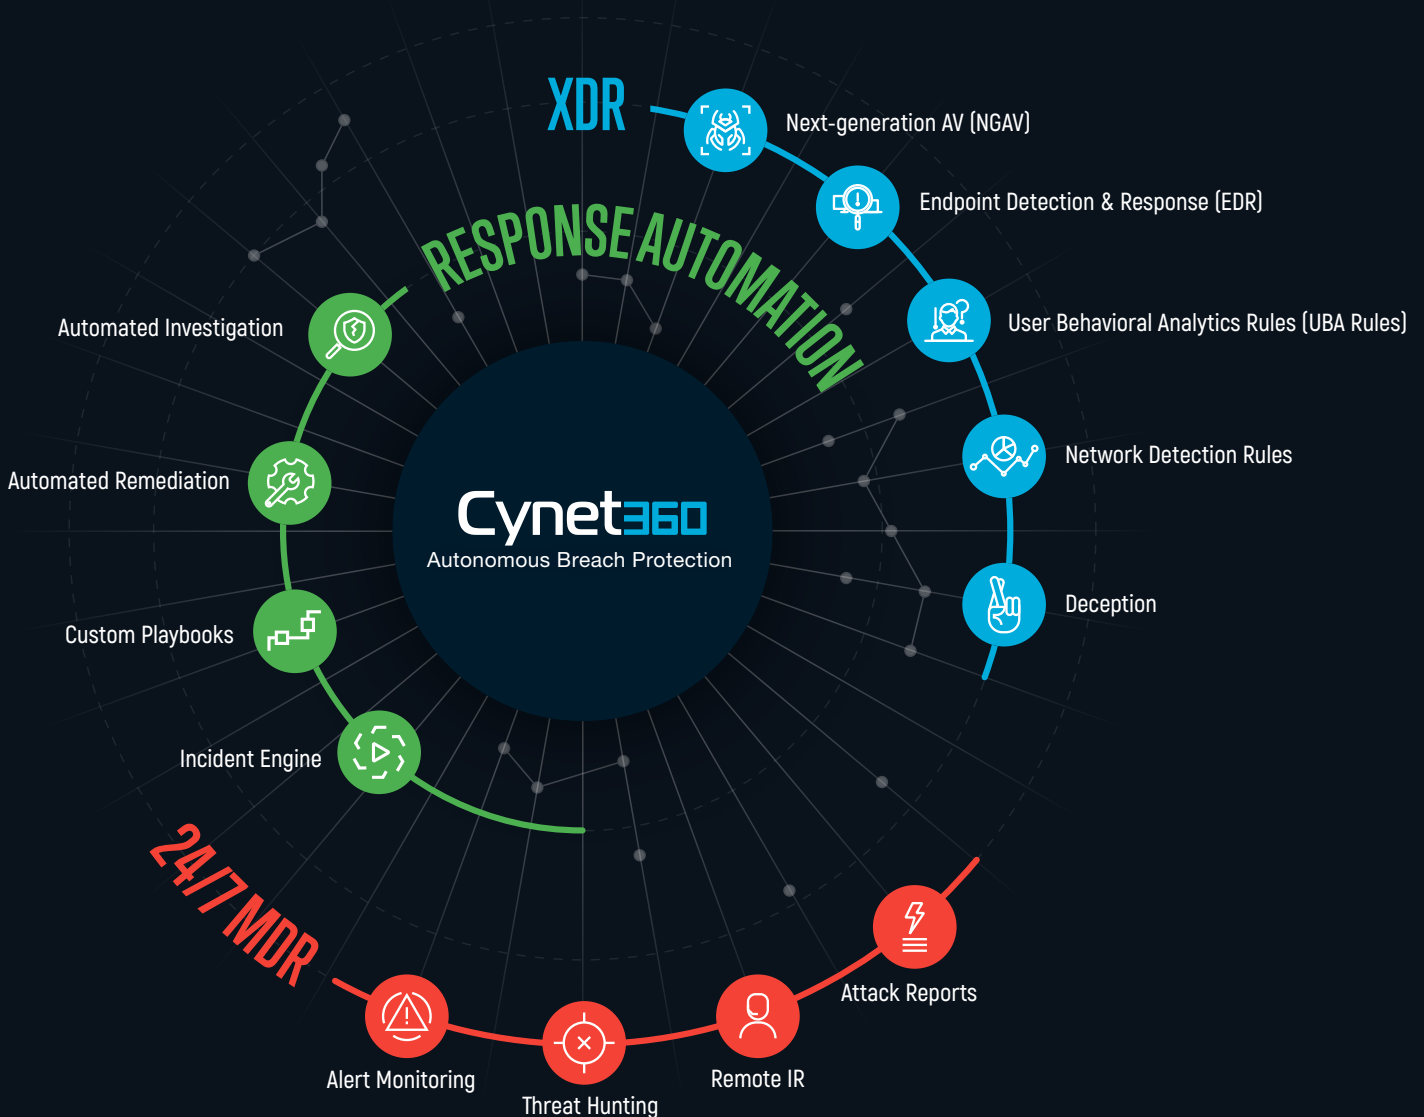 XDR
Next-generation AV (NGAV)
Endpoint Detection & Response (EDR)
User Behavioral Analytics Rules (UBA Rules)
Network Detection Rules
Deception
RESPONSE AUTOMATION
Automated Investigation
Automated Remediation
Custom Playbooks
Incident Engine
Cynet360
Autonomous Breach Protection
24/7 MDR
Alert Monitoring
Threat Hunting
Remote IR
Attack Reports